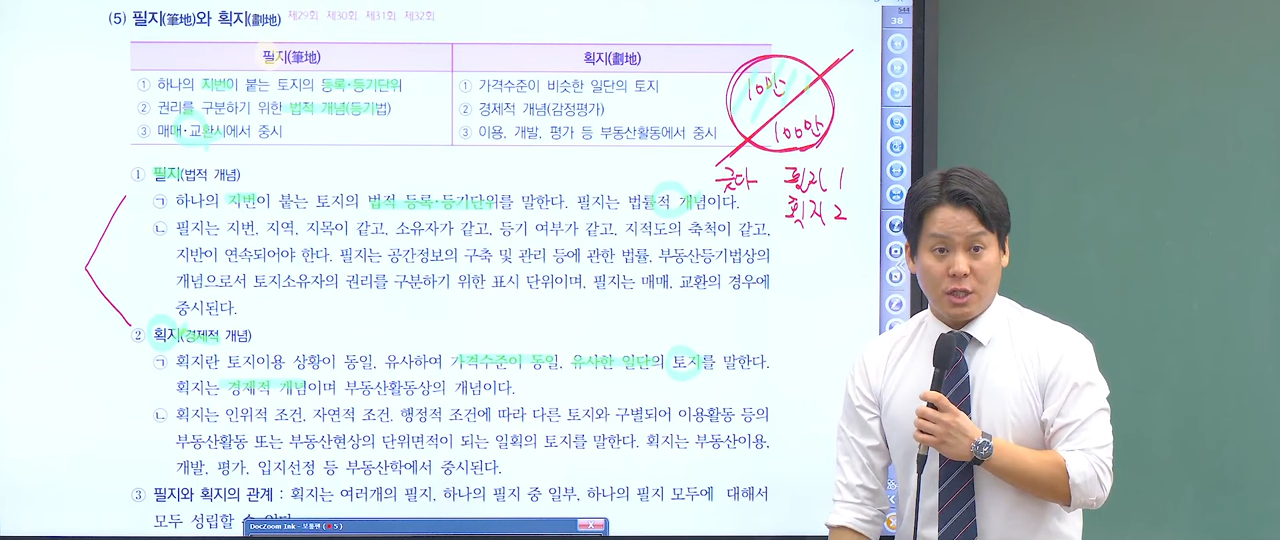 (5) 필지(筆地)와 획지(劃地) 제29회 제30회 제31회 제32회
필지(筆地) 획지(劃地)
① 하나의 지번이 붙는 토지의 등록·등기단위 ① 가격수준이 비슷한 일단의 토지
② 권리를 구분하기 위한 법적 개념(등기법) ② 경제적 개념(감정평가)
③ 매매·교환시에서 중시 ③ 이용, 개발, 평가 등 부동산활동에서 중시
10만
100만
긋다 필지 1
획지 2
① 필지(법적 개념)
㉠ 하나의 지번이 붙는 토지의 법적 등록·등기단위를 말한다. 필지는 법률적 개념이다.
㉡ 필지는 지번, 지역, 지목이 같고, 소유자가 같고, 등기 여부가 같고, 지적도의 축척이 같고,
지반이 연속되어야 한다. 필지는 공간정보의 구축 및 관리 등에 관한 법률, 부동산등기법상의
개념으로서 토지소유자의 권리를 구분하기 위한 표시 단위이며, 필지는 매매, 교환의 경우에
중시된다.
② 획지(경제적 개념)
㉠ 획지란 토지이용 상황이 동일, 유사하여 가격수준이 동일, 유사한 일단의 토지를 말한다.
획지는 경재적 개념이며 부동산활동상의 개념이다.
㉡ 획지는 인위적 조건, 자연적 조건, 행정적 조건에 따라 다른 토지와 구별되어 이용활동 등의
부동산활동 또는 부동산현상의 단위면적이 되는 일획의 토지를 말한다. 획지는 부동산이용,
개발, 평가, 입지선정 등 부동산학에서 중시된다.
③ 필지와 획지의 관계 : 획지는 여러개의 필지, 하나의 필지 중 일부, 하나의 필지 모두에 대해서
모두 성립할
DocZoom Ink - 보통펜 (5)
544
38